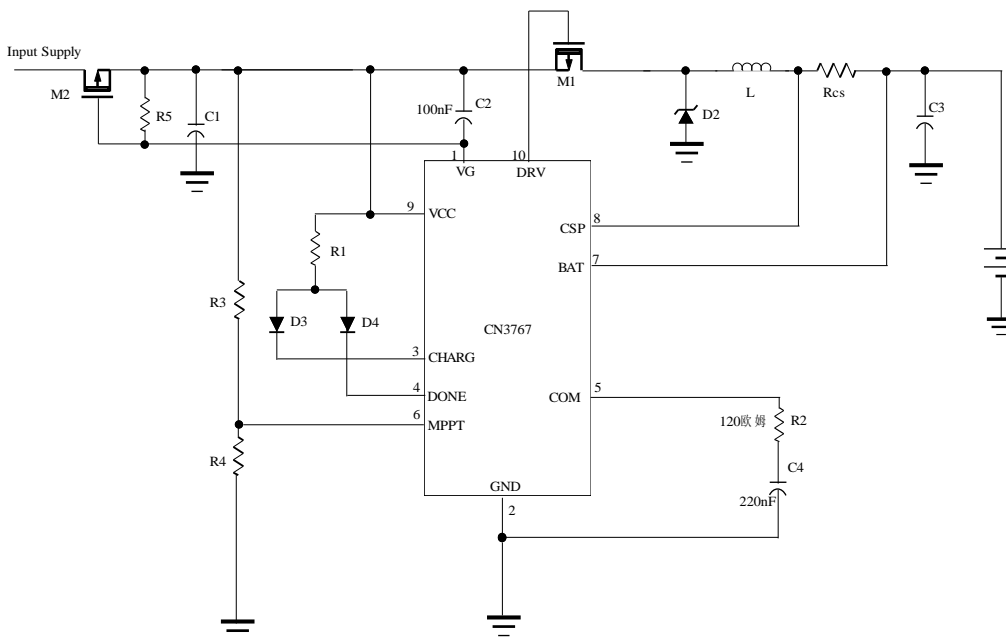 Input Supply
M2
R5
C1
C2
100nF
M1
D2
L
Rcs
C3
1
VG
10
DRV
9
VCC
R1
CSP
8
BAT
7
R3
D3
D4
CN3767
3
CHARG
4
DONE
6
MPPT
COM
5
120欧姆
R2
R4
C4
220nF
GND
2